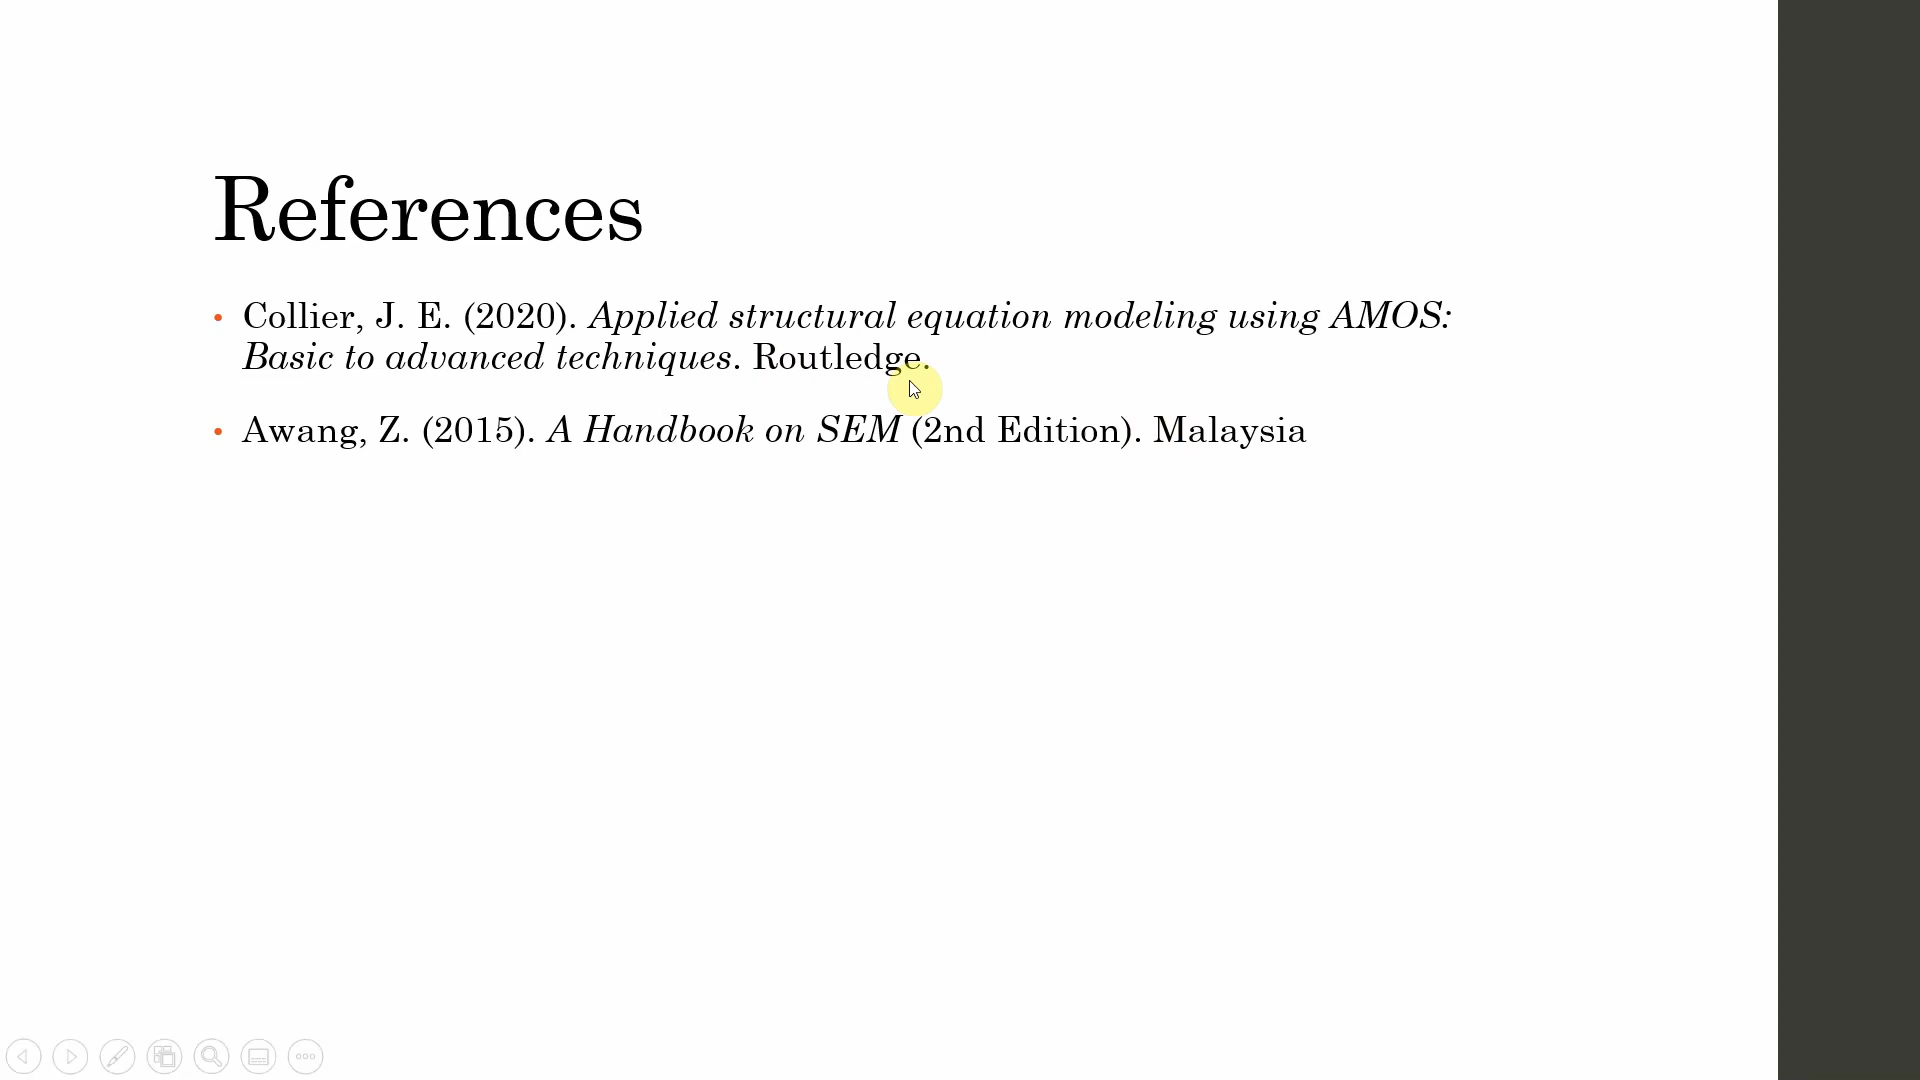 References
• Collier, J. E. (2020). Applied structural equation modeling using AMOS:
Basic to advanced techniques. Routledge.
• Awang, Z. (2015). A Handbook on SEM (2nd Edition). Malaysia